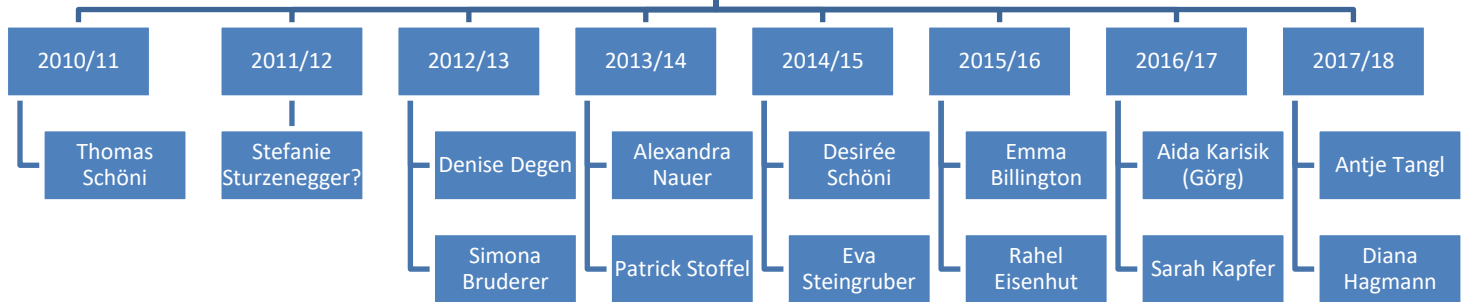 2010/11
2011/12
2012/13
2013/14
2014/15
2015/16
2016/17
2017/18
Thomas
Schöni
Stefanie
Sturzenegger?
Denise Degen
Alexandra
Nauer
Desirée
Schöni
Emma
Billington
Aida Karisik
(Görg)
Antje Tangl
Simona
Bruderer
Patrick Stoffel
Eva
Steingruber
Rahel
Eisenhut
Sarah Kapfer
Diana
Hagmann